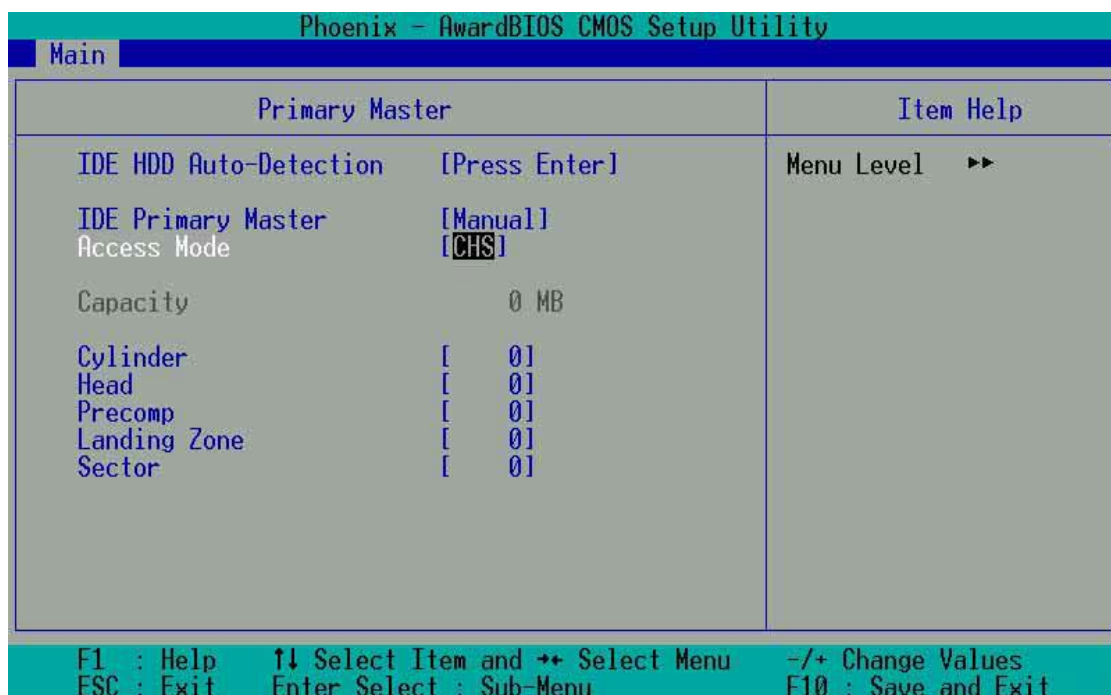 Phoenix - AwardBIOS CMOS Setup Utility
Main
Primary Master
Item Help
IDE HDD Auto-Detection [Press Enter]
Menu Level ►►
IDE Primary Master [Manual]
Access Mode [CHS]
Capacity 0 MB
Cylinder [ 0]
Head [ 0]
Precomp [ 0]
Landing Zone [ 0]
Sector [ 0]
F1 : Help ↑↓ Select Item and →← Select Menu -/+ Change Values
ESC : Exit Enter Select : Sub-Menu F10 : Save and Exit